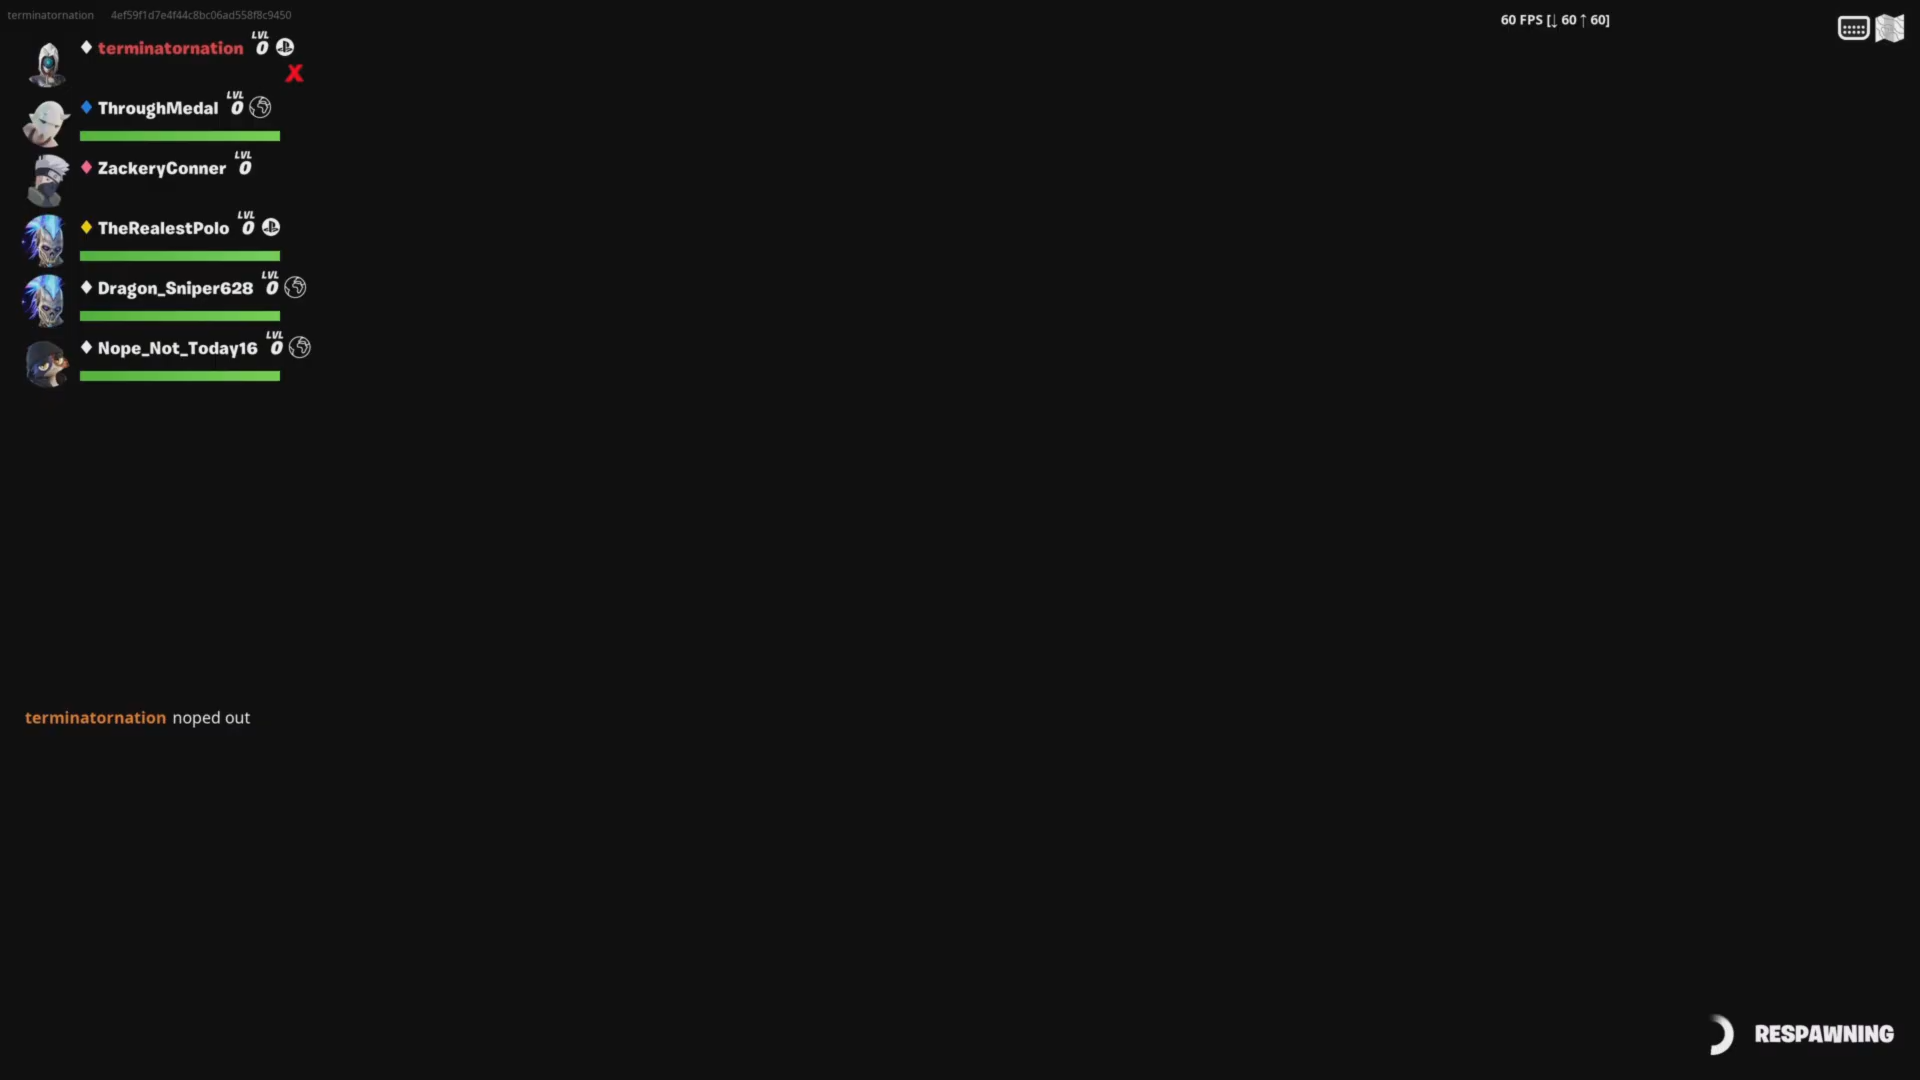 terminatornation 4ef59f1d7e4f44c8bc06ad558f8c9450
60 FPS [↓ 60 ↑ 60]
terminatornation LVL 0
X
ThroughMedal LVL 0
ZackeryConner LVL 0
TheRealestPolo LVL 0
Dragon_Sniper628 LVL 0
Nope_Not_Today16 LVL 0
terminatornation noped out
RESPAWNING